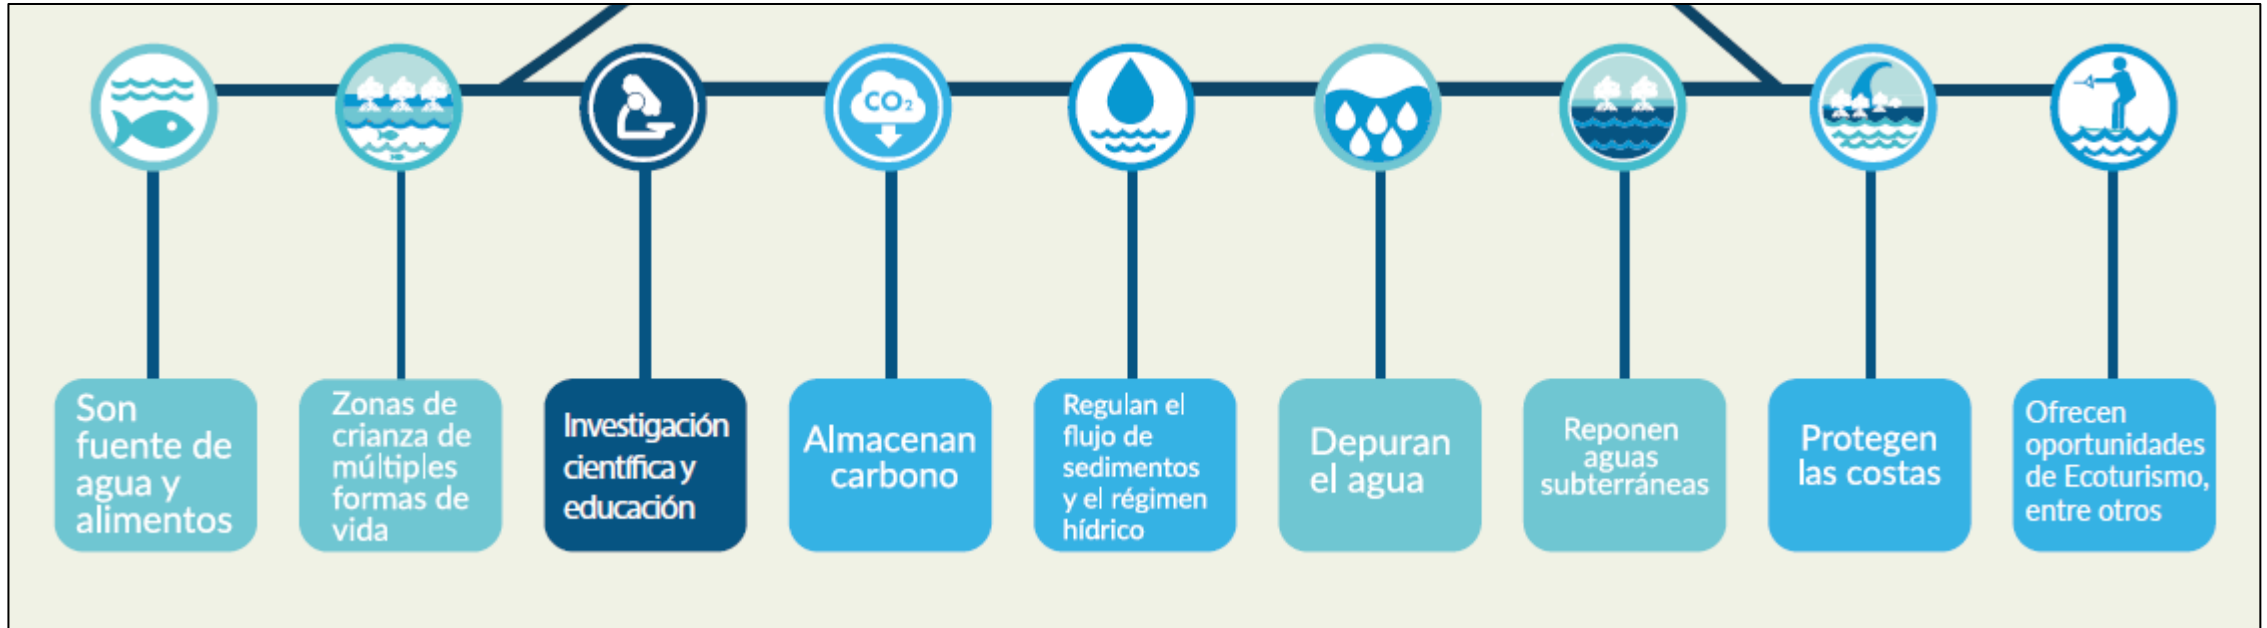 CO₂
Son
fuente de
agua y
alimentos
Zonas de
crianza de
múltiples
formas de
vida
Investigación
científica y
educación
Almacenan
carbono
Regulan el
flujo de
sedimentos
y el régimen
hídrico
Depuran
el agua
Reponen
aguas
subterráneas
Protegen
las costas
Ofrecen
oportunidades
de Ecoturismo,
entre otros